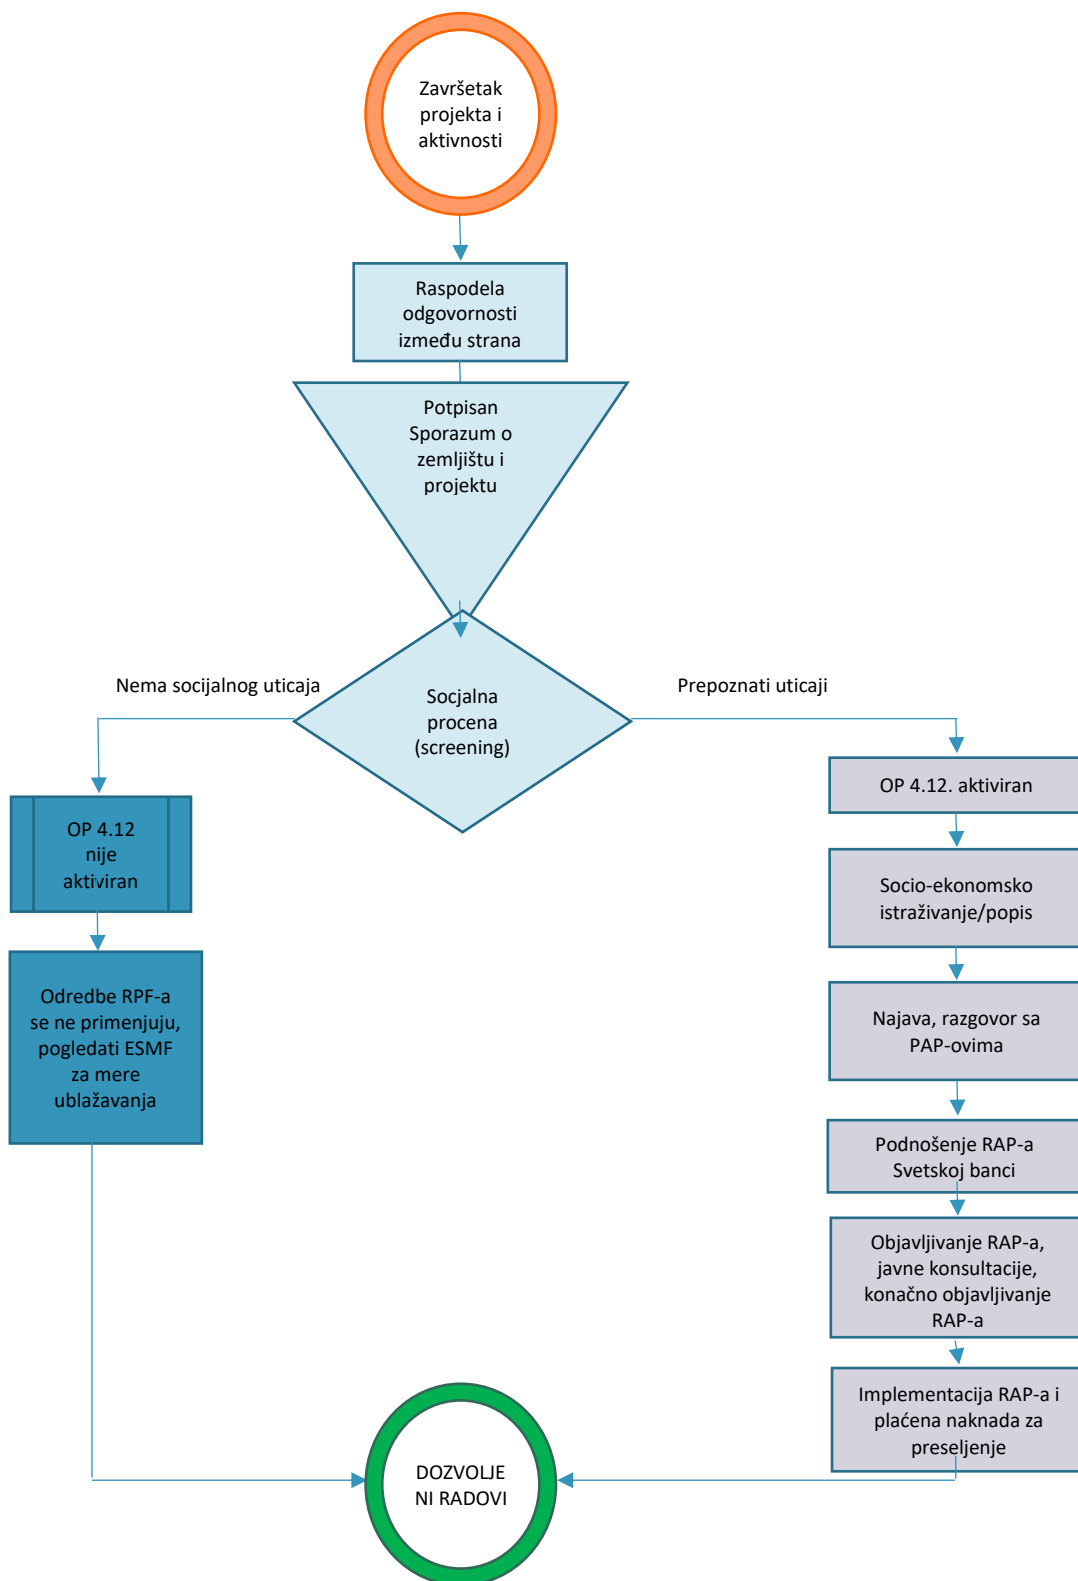 Završetak
projekta i
aktivnosti
Raspodela
odgovornosti
između strana
Potpisan
Sporazum o
zemljištu i
projektu
Nema socijalnog uticaja
Socjalna
procena
(screening)
Prepoznati uticaji
OP 4.12
nije
aktiviran
Odredbe RPF-a
se ne primenjuju,
pogledati ESMF
za mere
ublažavanja
OP 4.12. aktiviran
Socio-ekonomsko
istraživanje/popis
Najava, razgovor sa
PAP-ovima
Podnošenje RAP-a
Svetskoj banci
Objavljivanje RAP-a,
javne konsultacije,
konačno objavljivanje
RAP-a
Implementacija RAP-a i
plaćena naknada za
preseljenje
DOZVOLJE
NI RADOVI